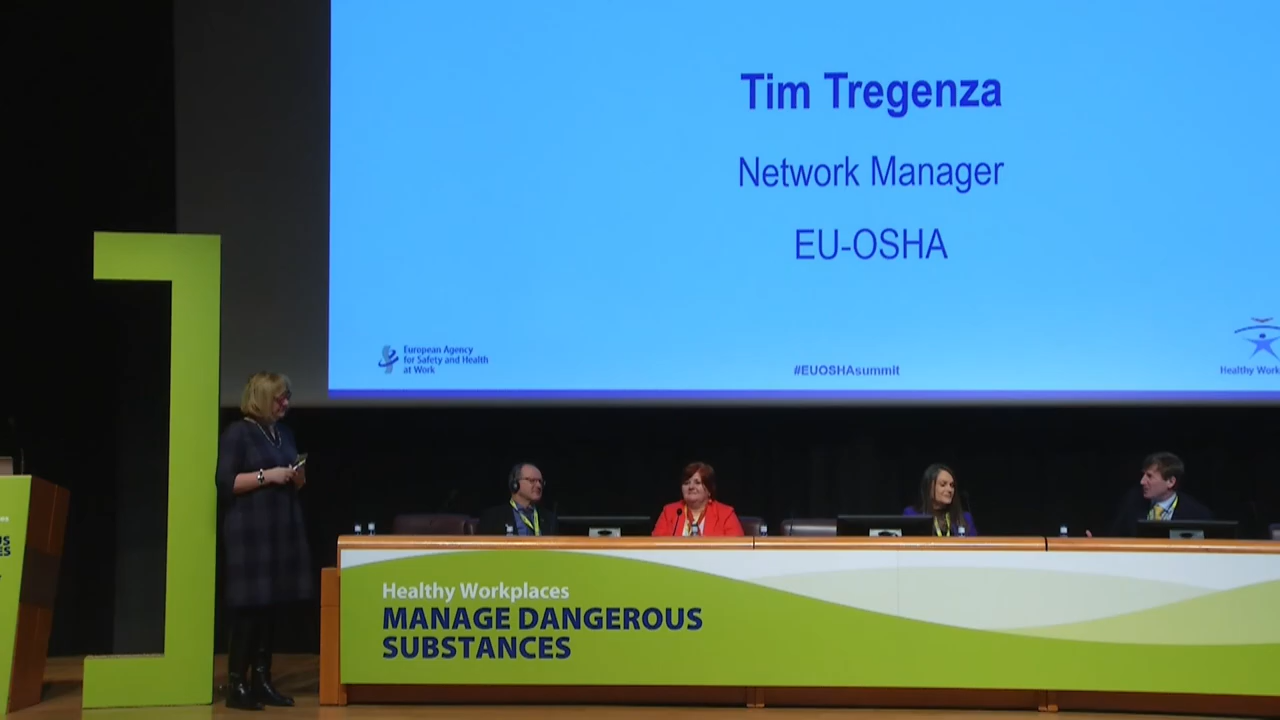 Tim Tregenza
Network Manager
EU-OSHA
European Agency
for Safety and Health
at Work
#EUOSHAsummit
Healthy Work
Healthy Workplaces
MANAGE DANGEROUS
SUBSTANCES